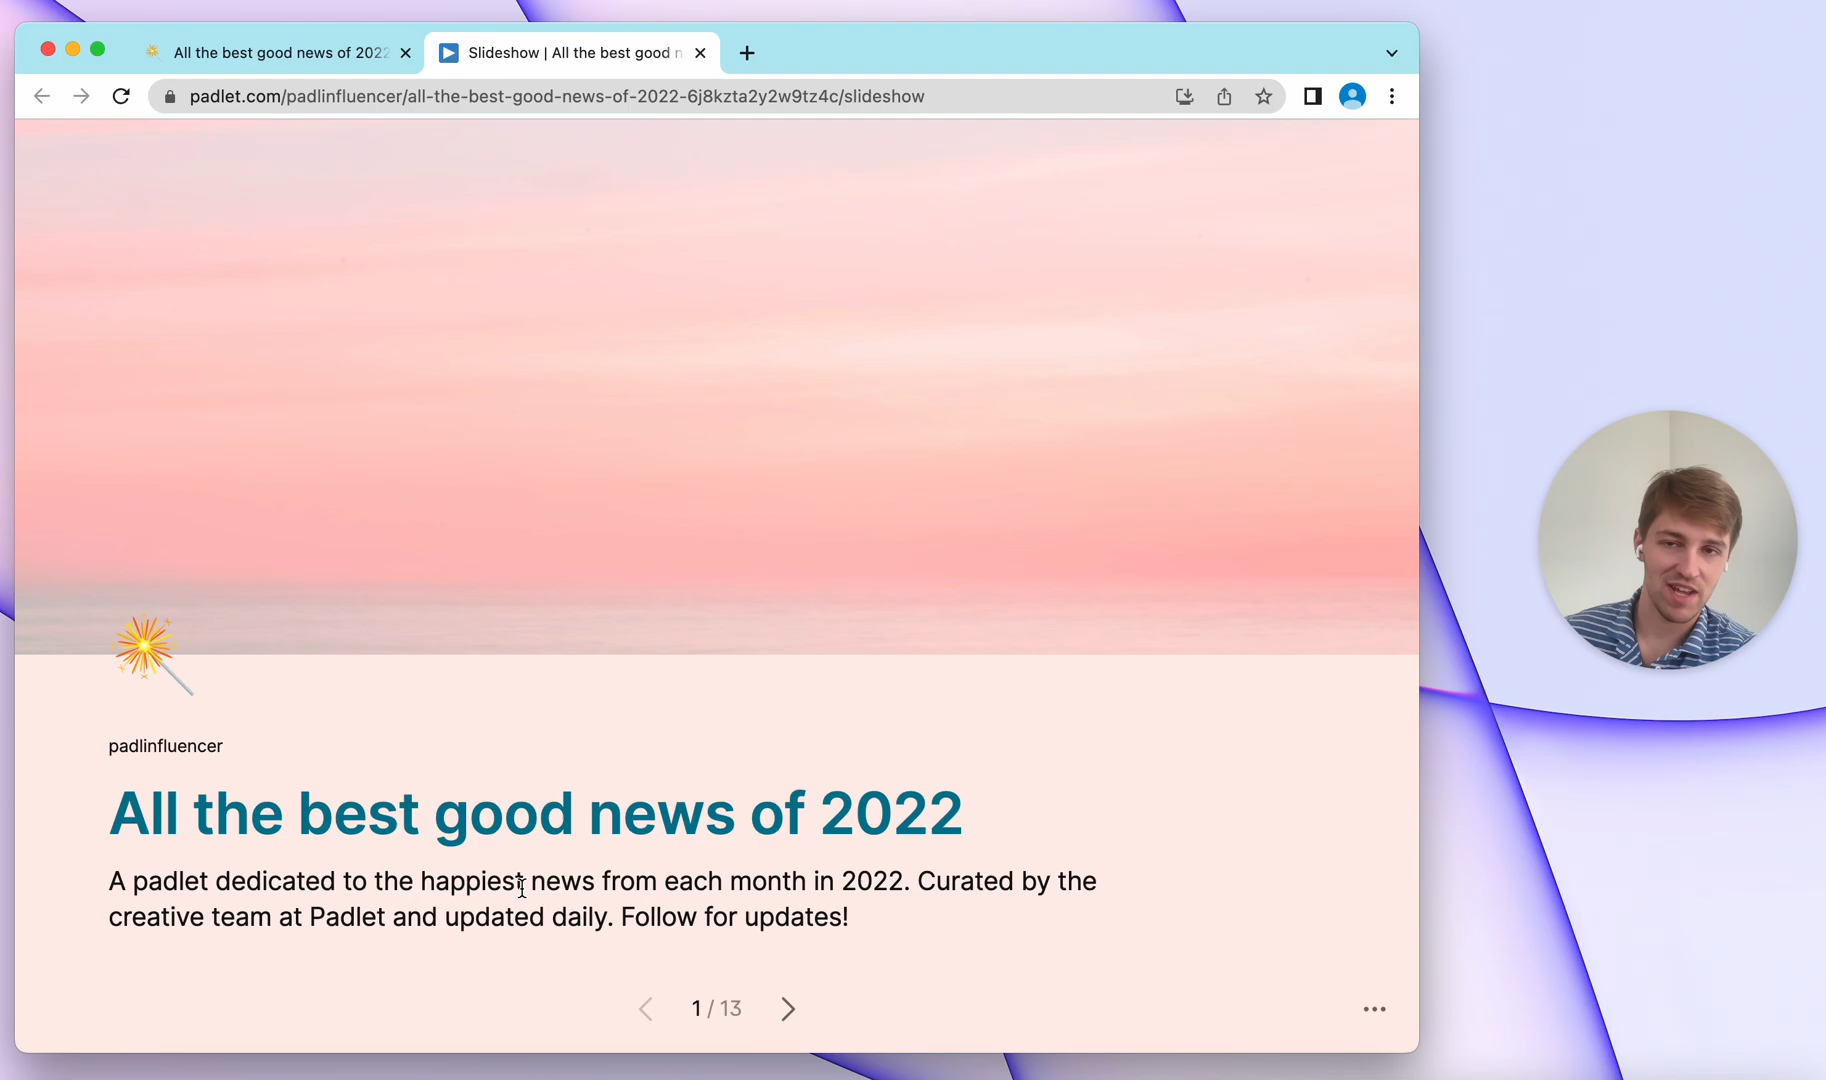 All the best good news of 2022
Slideshow | All the best good n
padlet.com/padlinfluencer/all-the-best-good-news-of-2022-6j8kzta2y2w9tz4c/slideshow
padlinfluencer
All the best good news of 2022
A padlet dedicated to the happiest news from each month in 2022. Curated by the
creative team at Padlet and updated daily. Follow for updates!
1 / 13